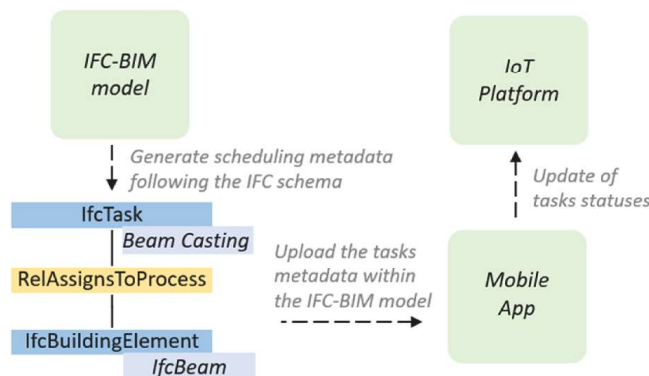 IFC-BIM
model
Generate scheduling metadata
following the IFC schema
IfcTask
Beam Casting
RelAssignsToProcess
IfcBuildingElement
IfcBeam
Upload the tasks
metadata within
the IFC-BIM model
IoT
Platform
Update of
tasks statuses
Mobile
App